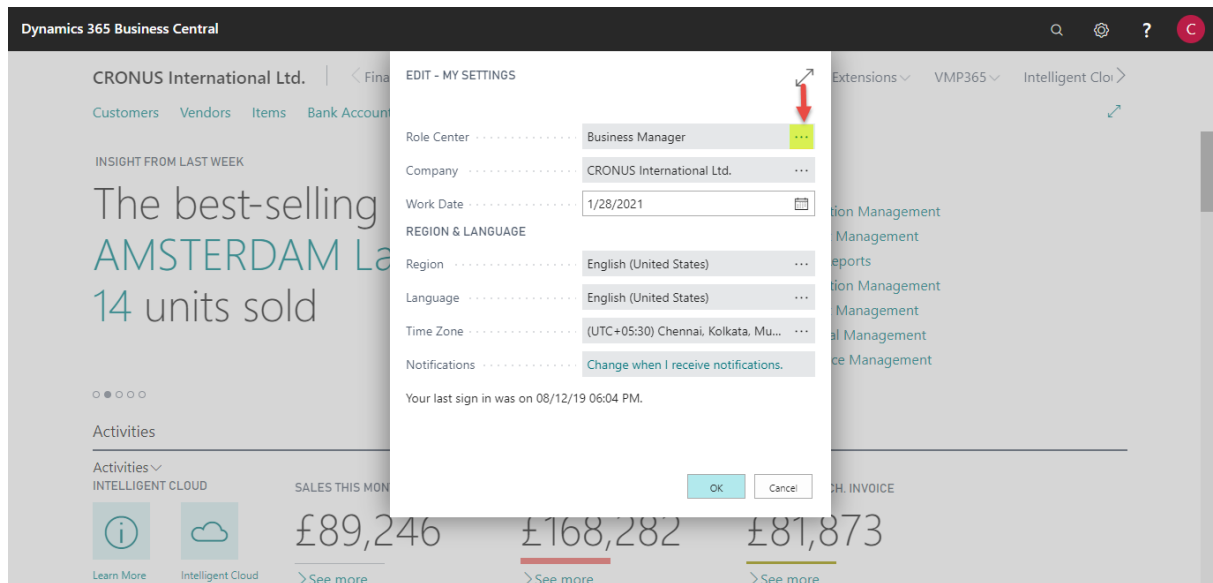 Dynamics 365 Business Central
?
C
CRONUS International Ltd.
Fina
Extensions
VMP365
Intelligent Clo
Customers Vendors Items Bank Account
INSIGHT FROM LAST WEEK
The best-selling
AMSTERDAM La
14 units sold
EDIT - MY SETTINGS
Role Center Business Manager ...
Company CRONUS International Ltd. ...
Work Date 1/28/2021
REGION & LANGUAGE
Region English (United States) ...
Language English (United States) ...
Time Zone (UTC+05:30) Chennai, Kolkata, Mu... ...
Notifications Change when I receive notifications.
Your last sign in was on 08/12/19 06:04 PM.
OK Cancel
tion Management
Management
eports
tion Management
Management
al Management
ce Management
Activities
Activities
INTELLIGENT CLOUD
SALES THIS MON
CH. INVOICE
£89,246
£168,282
£81,873
Learn More
Intelligent Cloud
See more
See more
See more